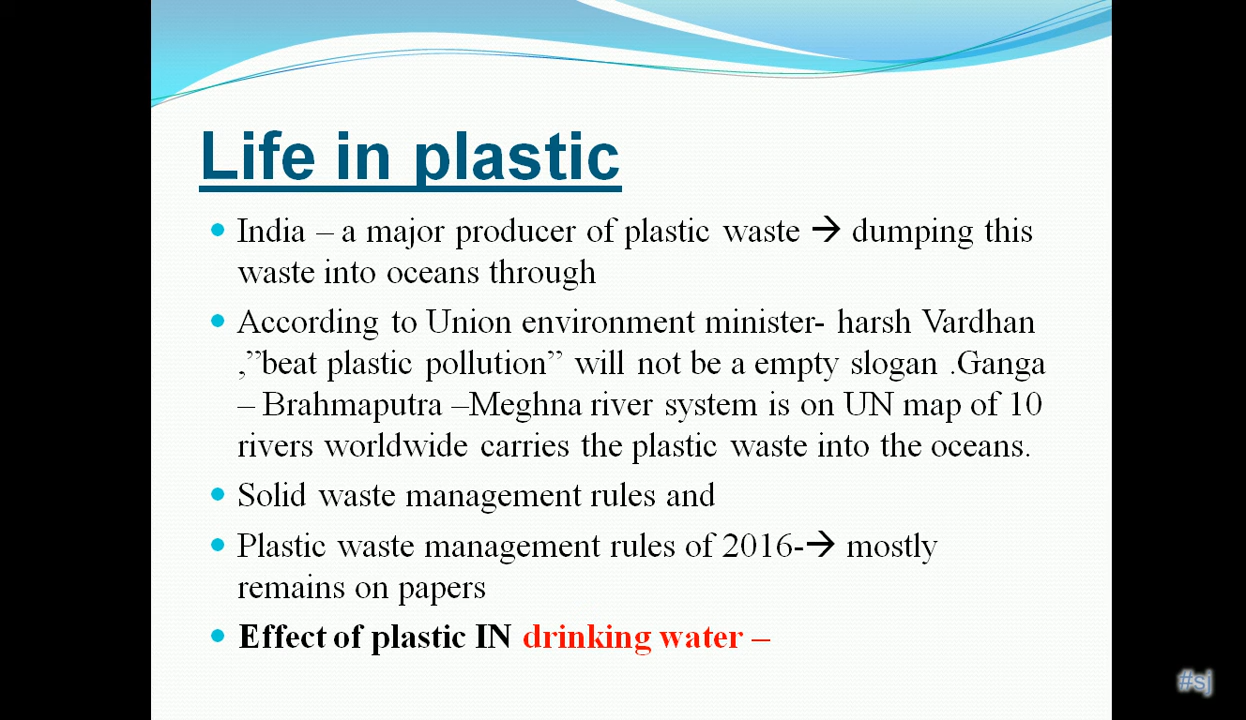 Life in plastic
• India – a major producer of plastic waste → dumping this
waste into oceans through
• According to Union environment minister- harsh Vardhan
,”beat plastic pollution” will not be a empty slogan .Ganga
– Brahmaputra –Meghna river system is on UN map of 10
rivers worldwide carries the plastic waste into the oceans.
• Solid waste management rules and
• Plastic waste management rules of 2016-→ mostly
remains on papers
• Effect of plastic IN drinking water –
#sj